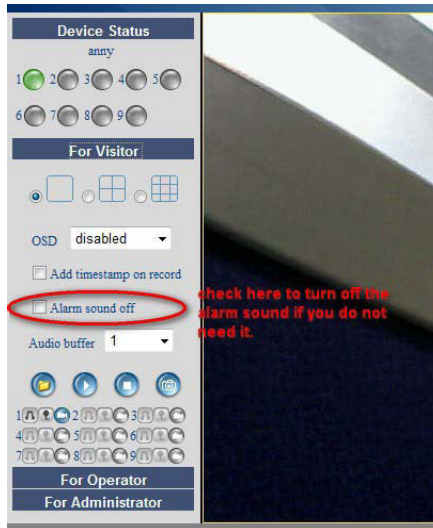 Device Status
anny
1 2 3 4 5
6 7 8 9
For Visitor
OSD disabled
Add timestamp on record
Alarm sound off
check here to turn off the
alarm sound if you do not
need it.
Audio buffer 1
1 2 3
4 5 6
7 8 9
For Operator
For Administrator